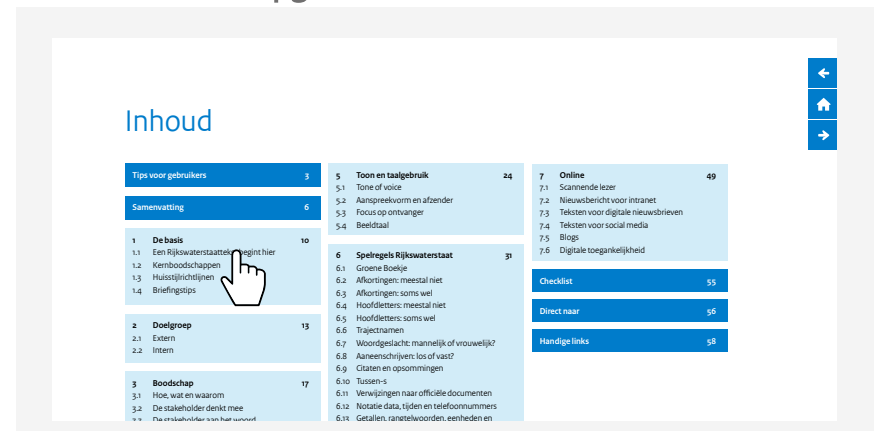 Inhoud
Tips voor gebruikers 3
Samenvatting 6
1 De basis 10
1.1 Een Rijkswaterstaattekst begint hier
1.2 Kernboodschappen
1.3 Huisstijlrichtlijnen
1.4 Briefingstips
2 Doelgroep 13
2.1 Extern
2.2 Intern
3 Boodschap 17
3.1 Hoe, wat en waarom
3.2 De stakeholder denkt mee
5 Toon en taalgebruik 24
5.1 Tone of voice
5.2 Aanspreekvorm en afzender
5.3 Focus op ontvanger
5.4 Beeldtaal
6 Spelregels Rijkswaterstaat 31
6.1 Groene Boekje
6.2 Afkortingen: meestal niet
6.3 Afkortingen: soms wel
6.4 Hoofdletters: meestal niet
6.5 Hoofdletters: soms wel
6.6 Trajectnamen
6.7 Woordgeslacht: mannelijk of vrouwelijk?
6.8 Aaneenschrijven: los of vast?
6.9 Citaten en opsommingen
6.10 Tussen-s
6.11 Verwijzingen naar officiële documenten
6.12 Notatie data, tijden en telefoonnummers
6.13 Getallen, rangtelwoorden, eenheden en
7 Online 49
7.1 Scannende lezer
7.2 Nieuwsbericht voor intranet
7.3 Teksten voor digitale nieuwsbrieven
7.4 Teksten voor social media
7.5 Blogs
7.6 Digitale toegankelijkheid
Checklist 55
Direct naar 56
Handige links 58